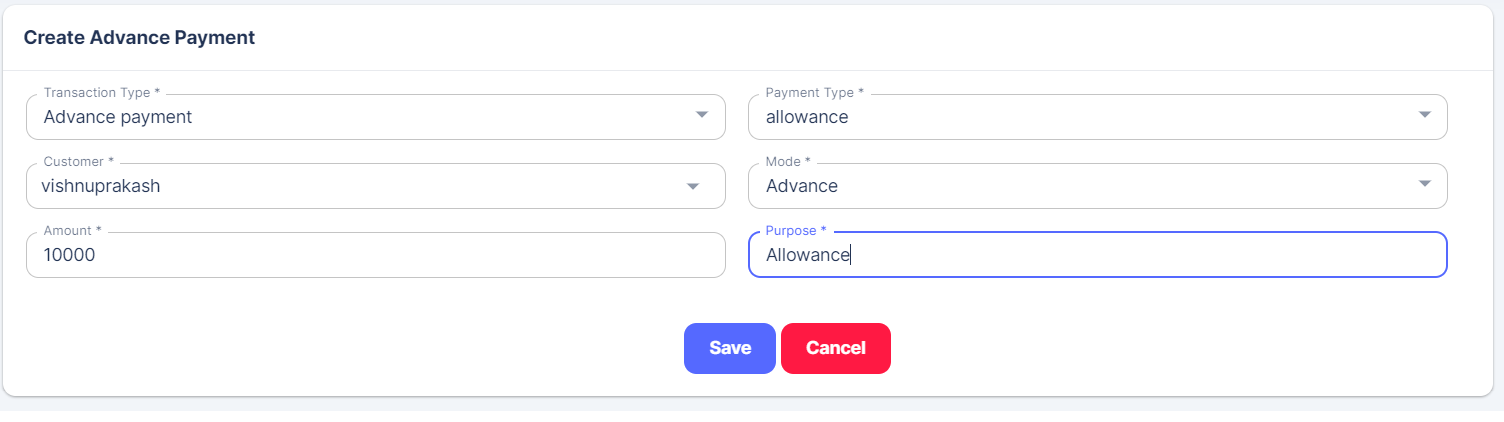 Create Advance Payment
Transaction Type *
Advance payment
Payment Type *
allowance
Customer *
vishnuprakash
Mode *
Advance
Amount *
10000
Purpose *
Allowance
Save
Cancel